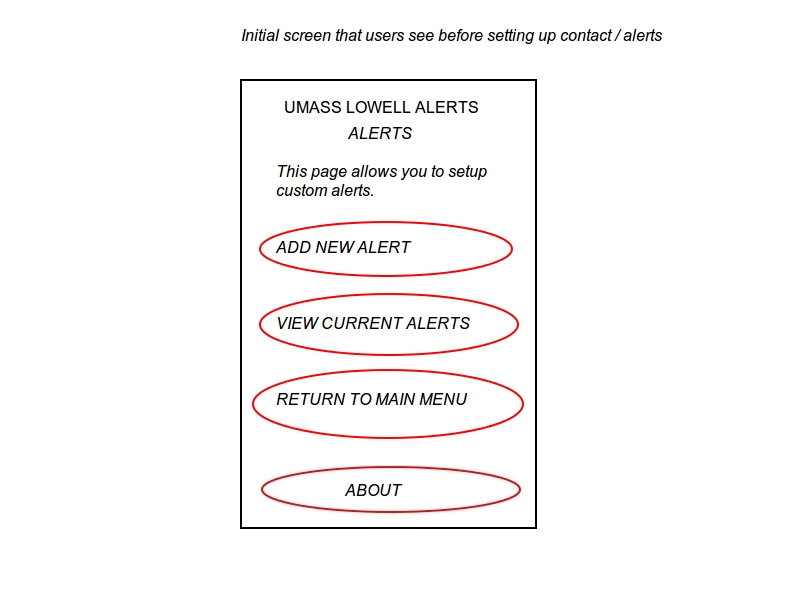 Initial screen that users see before setting up contact / alerts
UMASS LOWELL ALERTS
ALERTS
This page allows you to setup
custom alerts.
ADD NEW ALERT
VIEW CURRENT ALERTS
RETURN TO MAIN MENU
ABOUT